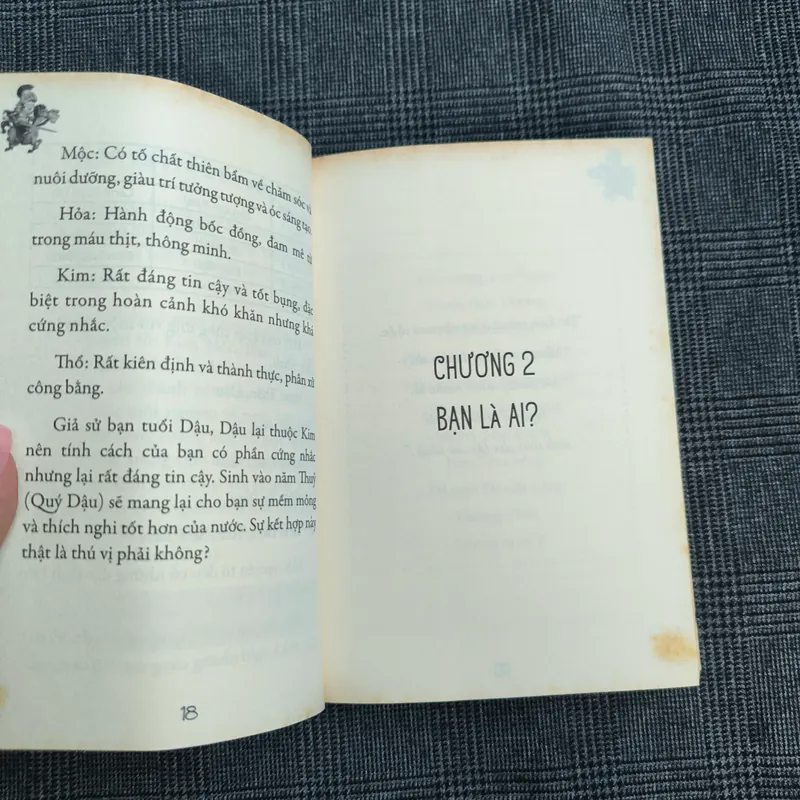 Mộc: Có tố chất thiên bẩm về chăm sóc và
nuôi dưỡng, giàu trí tưởng tượng và óc sáng tạo.
Hỏa: Hành động bốc đồng, đam mê từ
trong máu thịt, thông minh.
Kim: Rất đáng tin cậy và tốt bụng, đặc
biệt trong hoàn cảnh khó khăn nhưng khá
cứng nhắc.
Thổ: Rất kiên định và thành thực, phân xử
công bằng.
Giả sử bạn tuổi Dậu, Dậu lại thuộc Kim
nên tính cách của bạn có phần cứng nhắc
nhưng lại rất đáng tin cậy. Sinh vào năm Thuỷ
(Quý Dậu) sẽ mang lại cho bạn sự mềm mỏng
và thích nghi tốt hơn của nước. Sự kết hợp này
thật là thú vị phải không?
18
CHƯƠNG 2
BẠN LÀ AI?